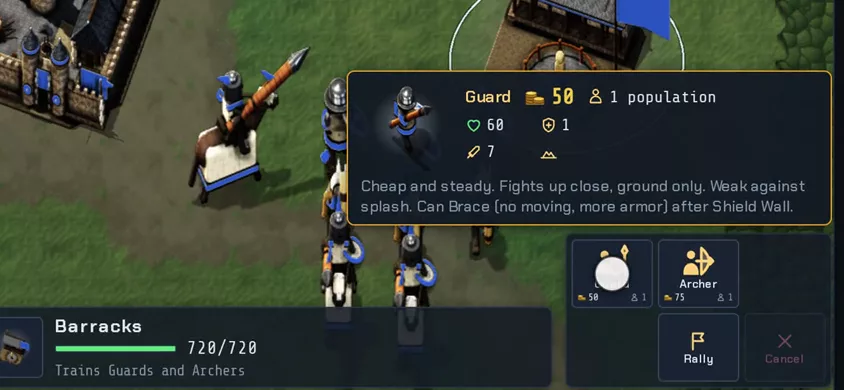 Guard 50 1 population
60 1
7
Cheap and steady. Fights up close, ground only. Weak against
splash. Can Brace (no moving, more armor) after Shield Wall.
50 1
Archer
75 1
Barracks
720/720
Trains Guards and Archers
Rally
Cancel